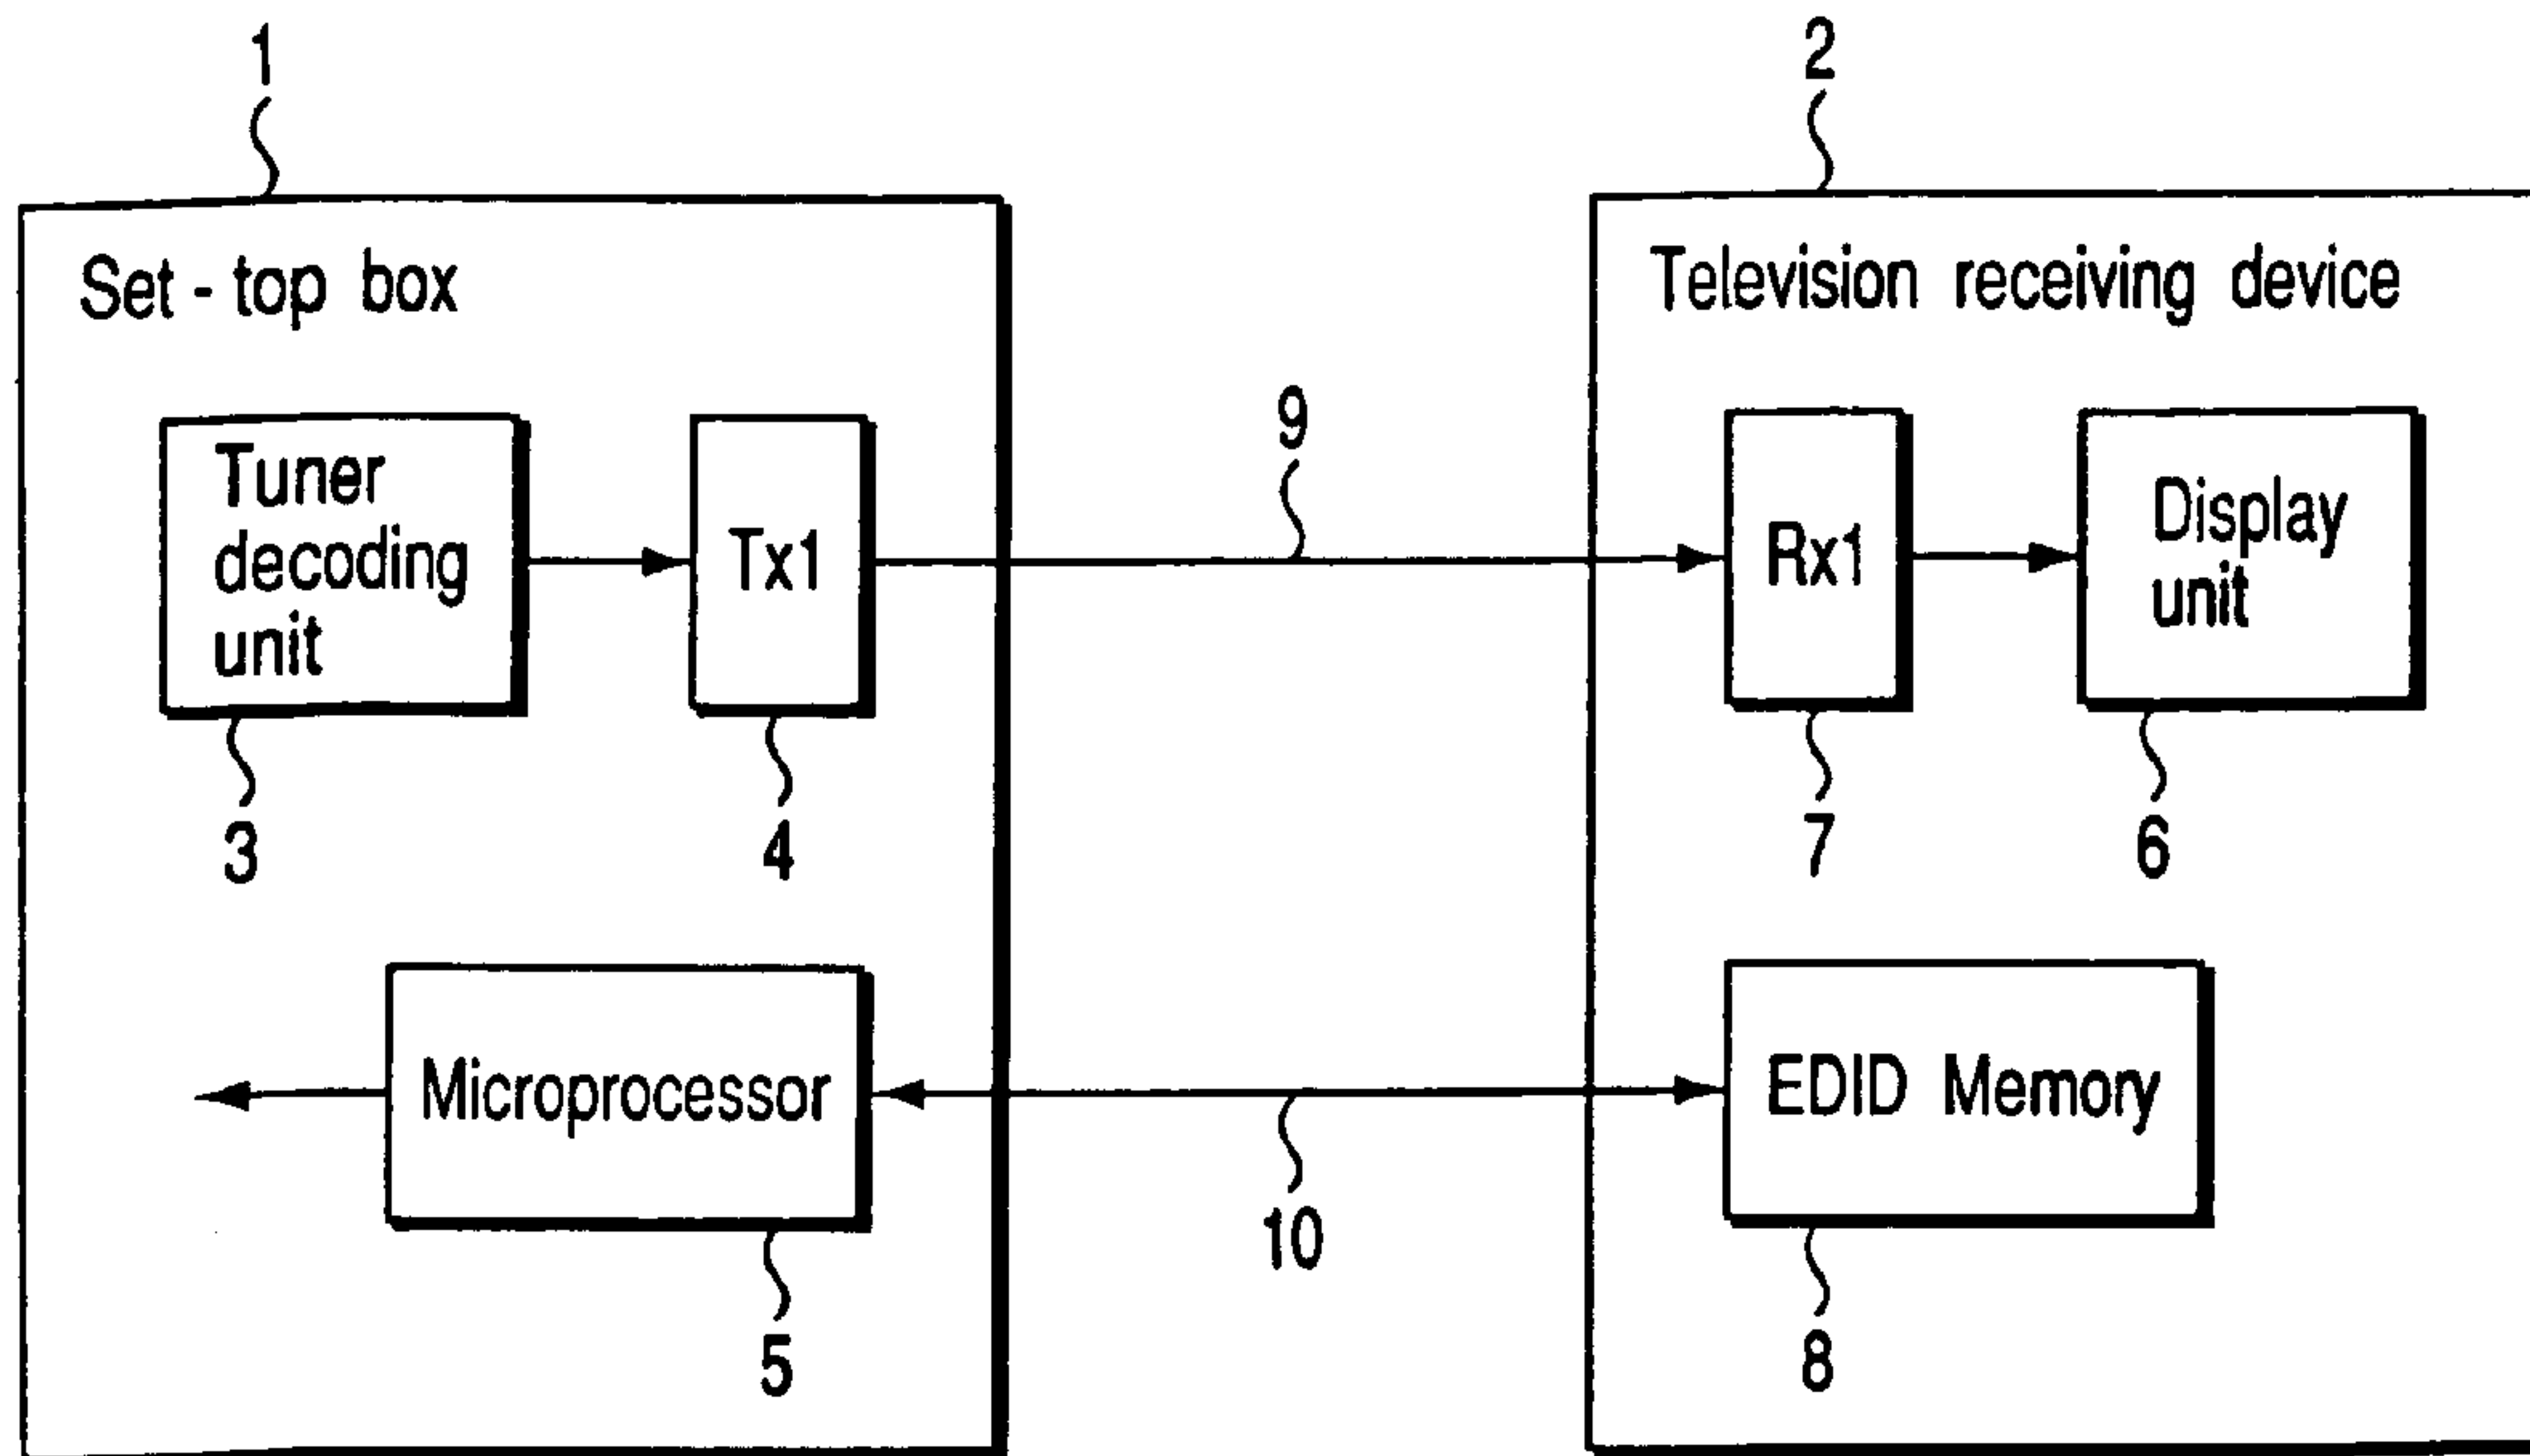 1
2
Set - top box
Television receiving device
9
Tuner
decoding
unit
Tx1
Rx1
Display
unit
3
4
7
6
Microprocessor
EDID Memory
10
5
8